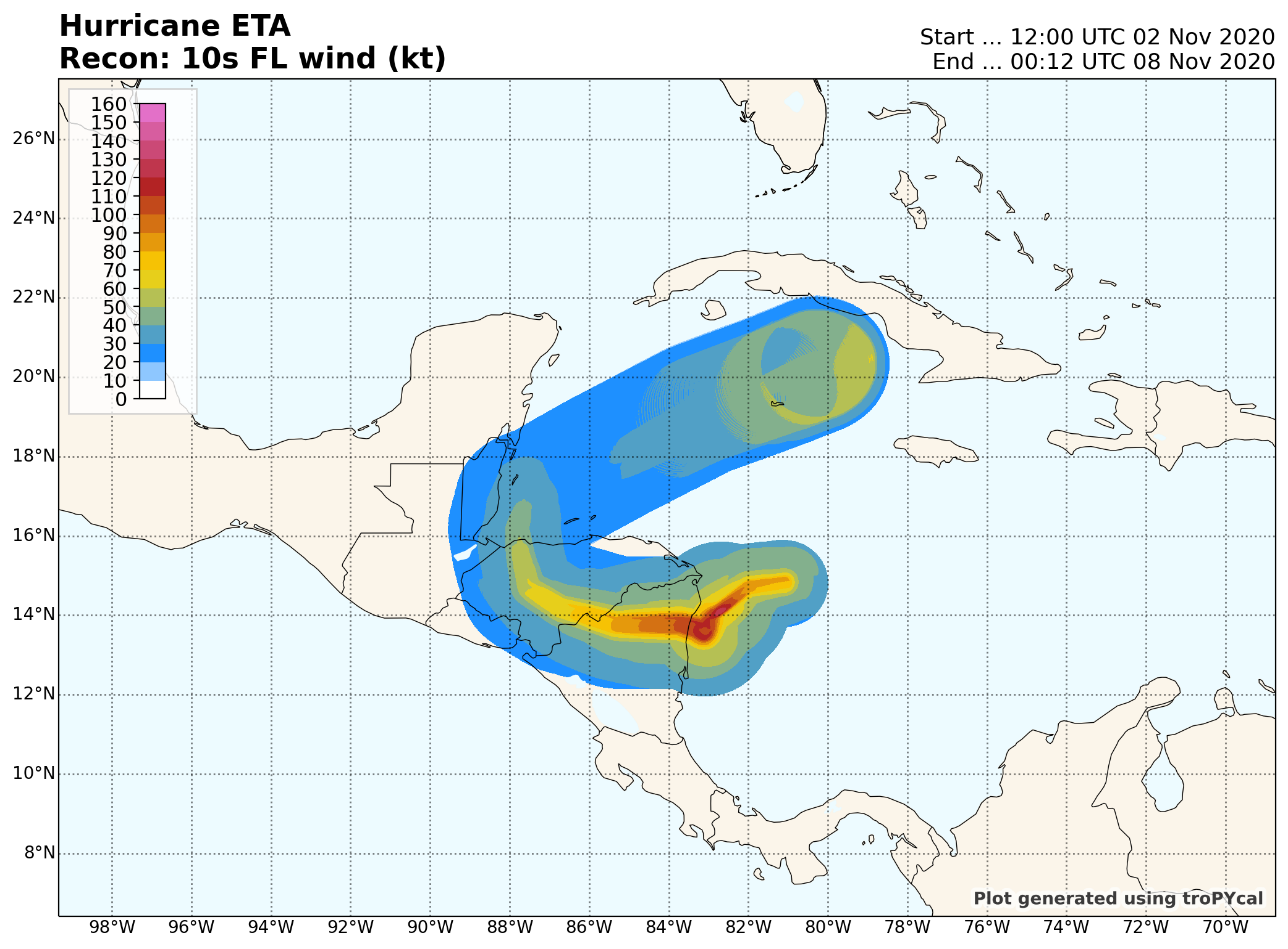 Hurricane ETA
Recon: 10s FL wind (kt)
Start ... 12:00 UTC 02 Nov 2020
End ... 00:12 UTC 08 Nov 2020
160
150
140
130
120
110
100
90
80
70
60
50
40
30
20
10
0
26°N
24°N
22°N
20°N
18°N
16°N
14°N
12°N
10°N
8°N
Plot generated using troPYcal
98°W 96°W 94°W 92°W 90°W 88°W 86°W 84°W 82°W 80°W 78°W 76°W 74°W 72°W 70°W